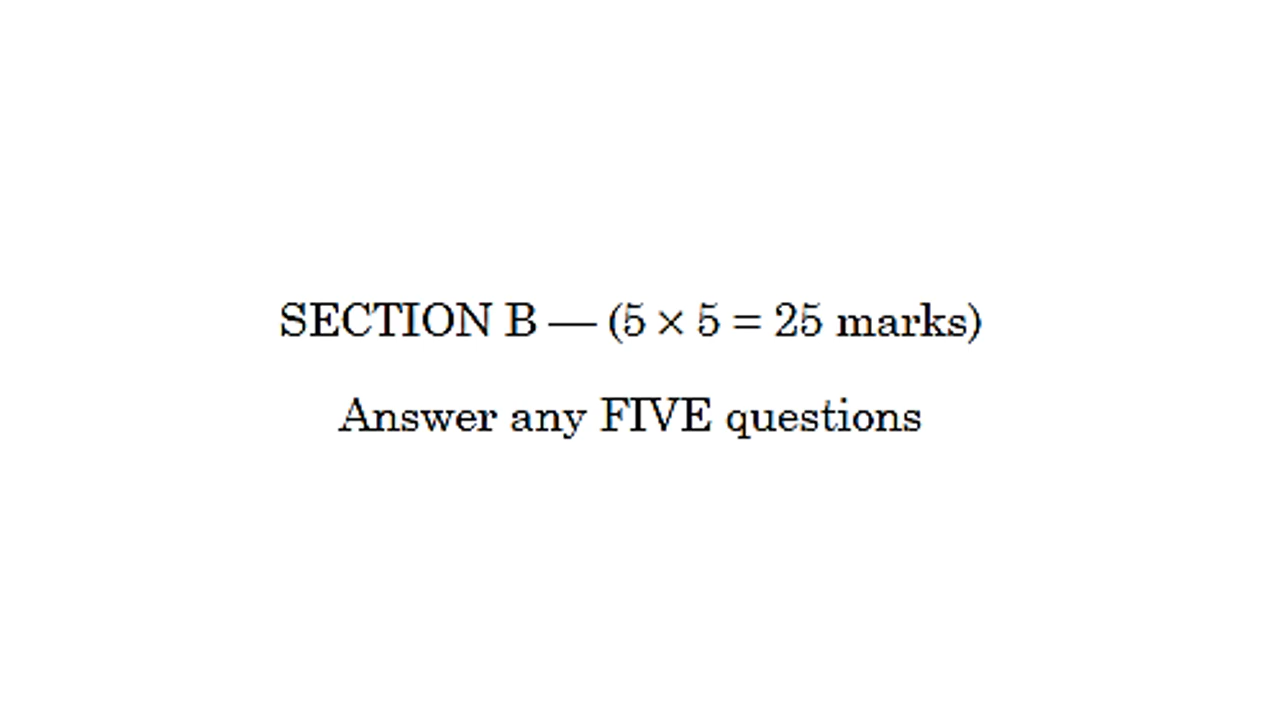 SECTION B — (5 × 5 = 25 marks)
Answer any FIVE questions